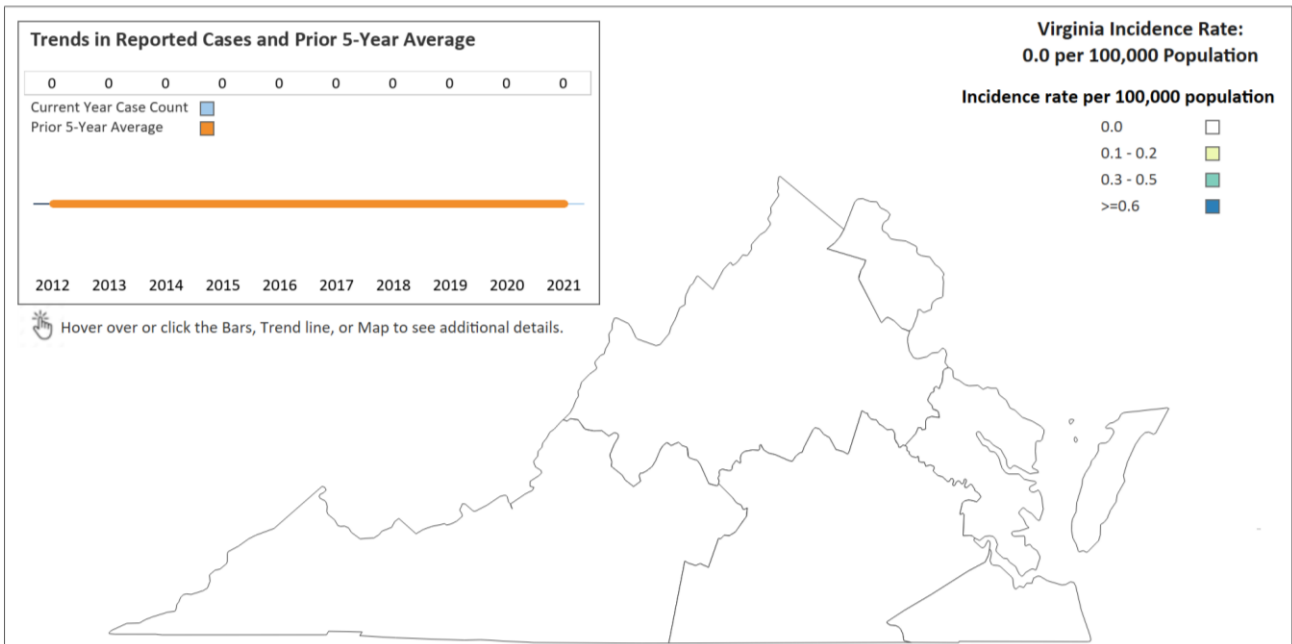 Trends in Reported Cases and Prior 5-Year Average
0 0 0 0 0 0 0 0 0 0
Current Year Case Count
Prior 5-Year Average
2012 2013 2014 2015 2016 2017 2018 2019 2020 2021
Hover over or click the Bars, Trend line, or Map to see additional details.
Virginia Incidence Rate:
0.0 per 100,000 Population
Incidence rate per 100,000 population
0.0
0.1 - 0.2
0.3 - 0.5
>=0.6